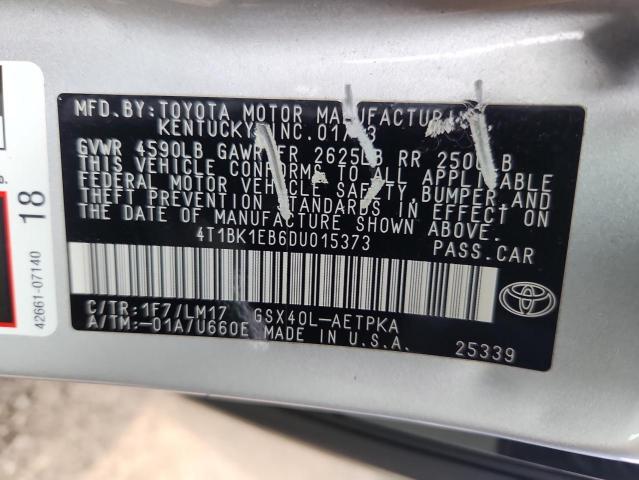 MFD.BY:TOYOTA MOTOR MANUFACTURING
KENTUCKY, INC.
GVWR 4590LB GAWR FR 2625LB RR 2500LB
THIS VEHICLE CONFORMS TO ALL APPLICABLE
FEDERAL MOTOR VEHICLE SAFETY, BUMPER, AND
THEFT PREVENTION STANDARDS IN EFFECT ON
THE DATE OF MANUFACTURE SHOWN ABOVE.
4T1BK1EB6DU015373 PASS.CAR
C/TR:1F7/LM17 GSX40L-AETPKA
A/TM:-01A/U660E MADE IN U.S.A. 25339
18
42661-07140